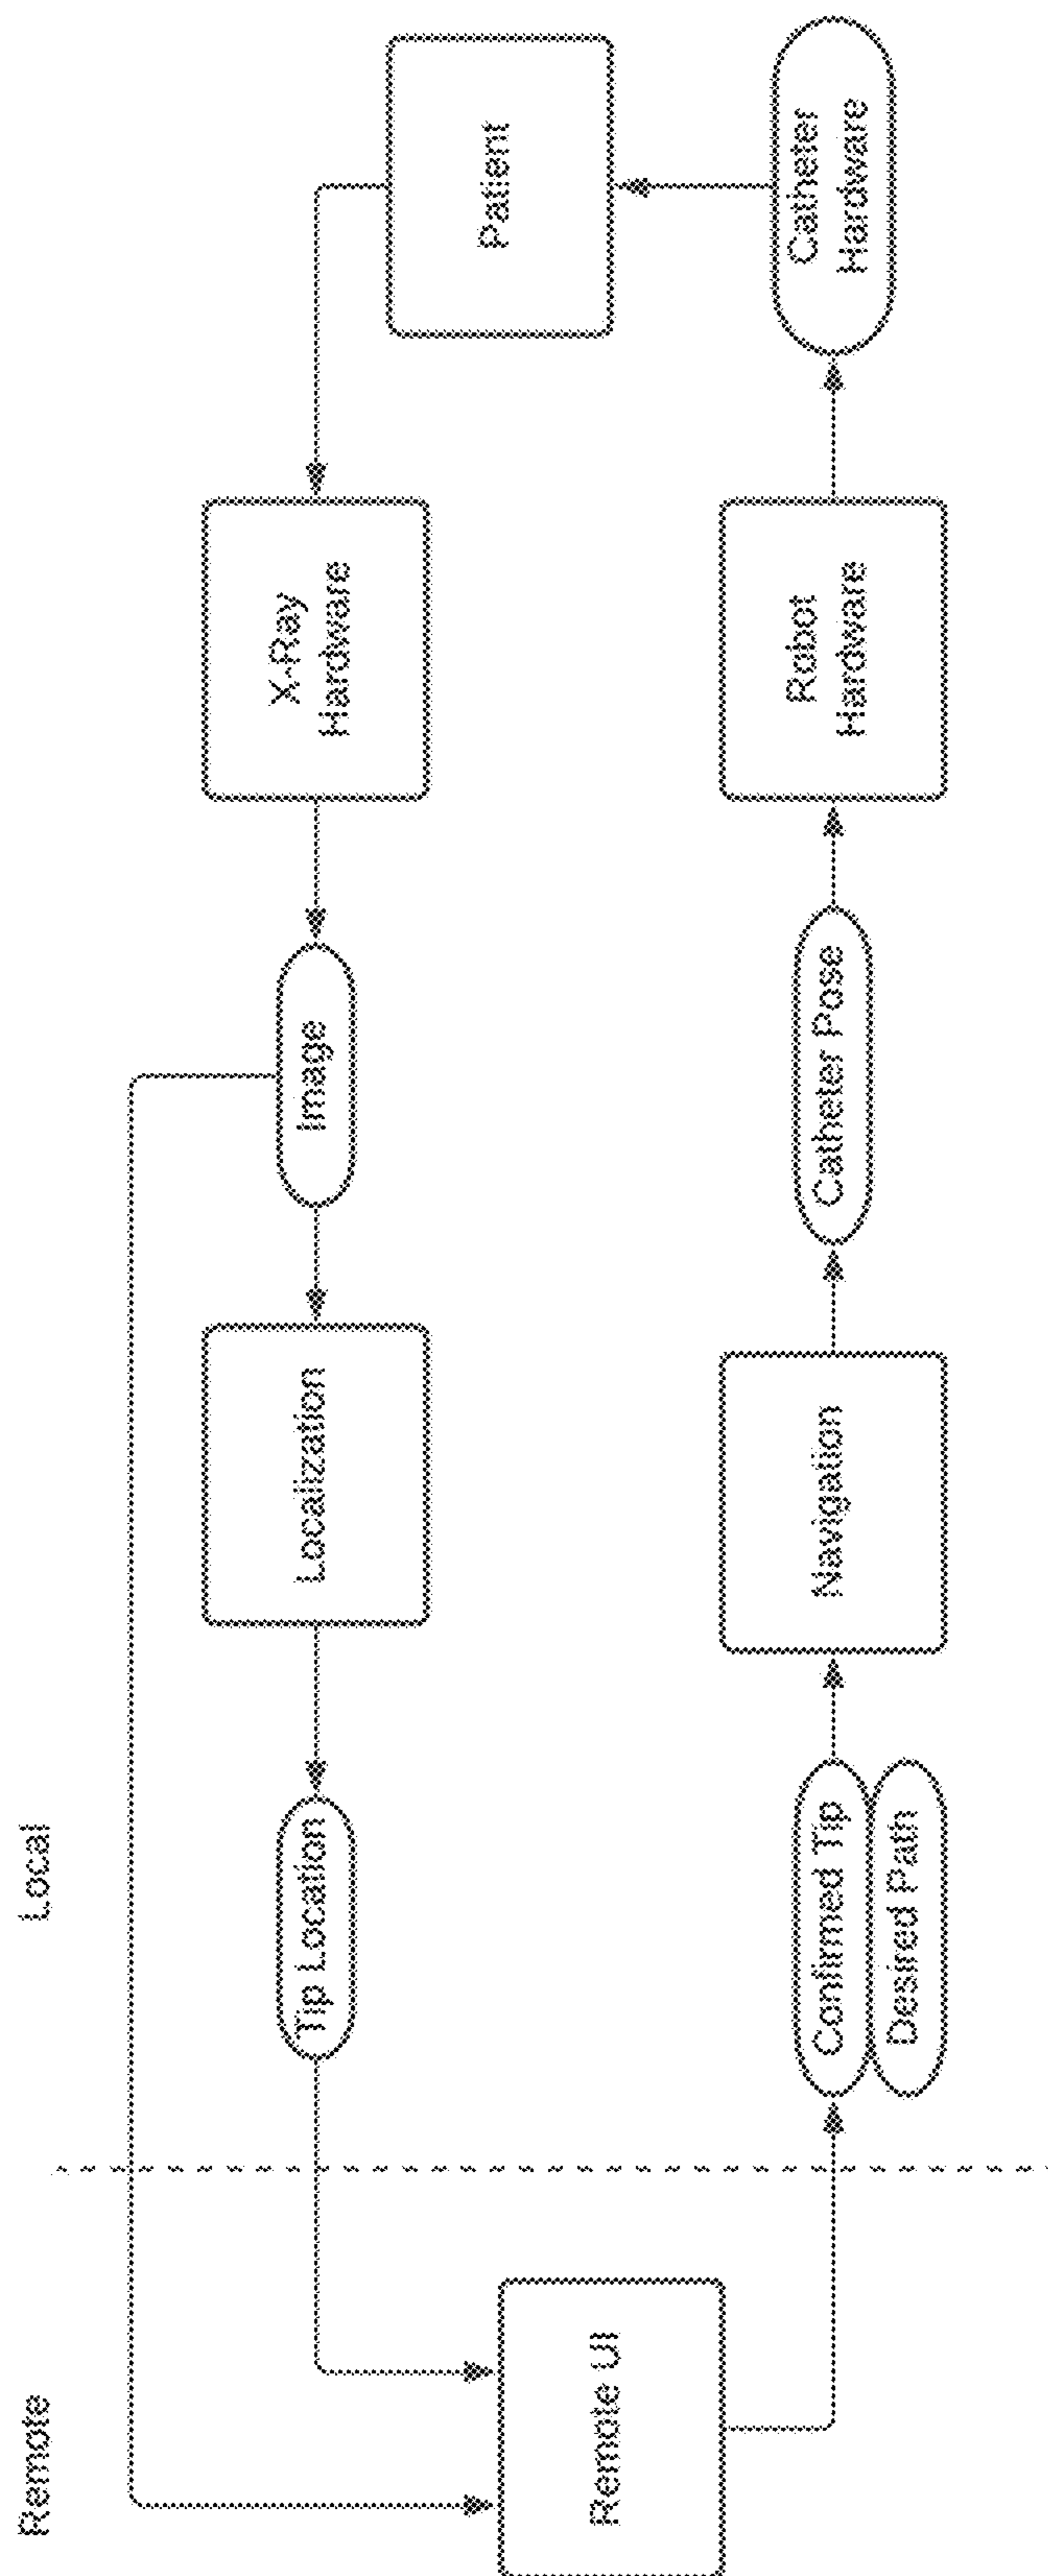 Remote
Local
Tip Location
Localization
Image
X-Ray
Hardware
Remote UI
Patient
Confirmed Tip
Desired Path
Navigation
Catheter Pose
Robot
Hardware
Catheter
Hardware